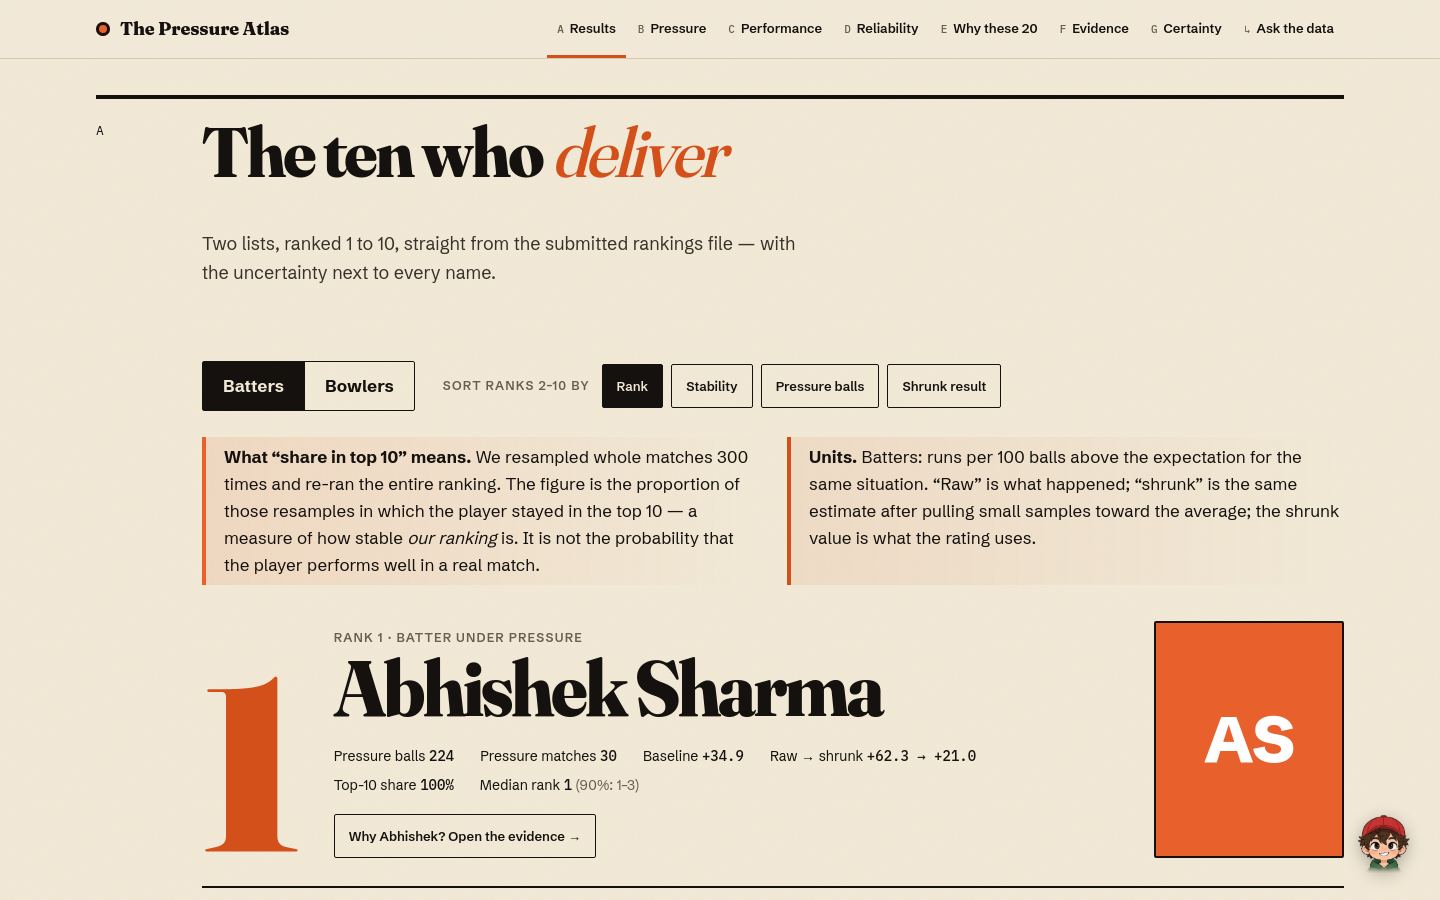 The Pressure Atlas
A Results B Pressure C Performance D Reliability E Why these 20 F Evidence G Certainty ↳ Ask the data
A
The ten who deliver
Two lists, ranked 1 to 10, straight from the submitted rankings file — with
the uncertainty next to every name.
Batters Bowlers SORT RANKS 2–10 BY Rank Stability Pressure balls Shrunk result
What “share in top 10” means. We resampled whole matches 300
times and re-ran the entire ranking. The figure is the proportion of
those resamples in which the player stayed in the top 10 — a
measure of how stable our ranking is. It is not the probability that
the player performs well in a real match.
Units. Batters: runs per 100 balls above the expectation for the
same situation. “Raw” is what happened; “shrunk” is the same
estimate after pulling small samples toward the average; the shrunk
value is what the rating uses.
1
RANK 1 · BATTER UNDER PRESSURE
Abhishek Sharma
Pressure balls 224 Pressure matches 30 Baseline +34.9 Raw → shrunk +62.3 → +21.0
Top-10 share 100% Median rank 1 (90%: 1–3)
Why Abhishek? Open the evidence →
AS